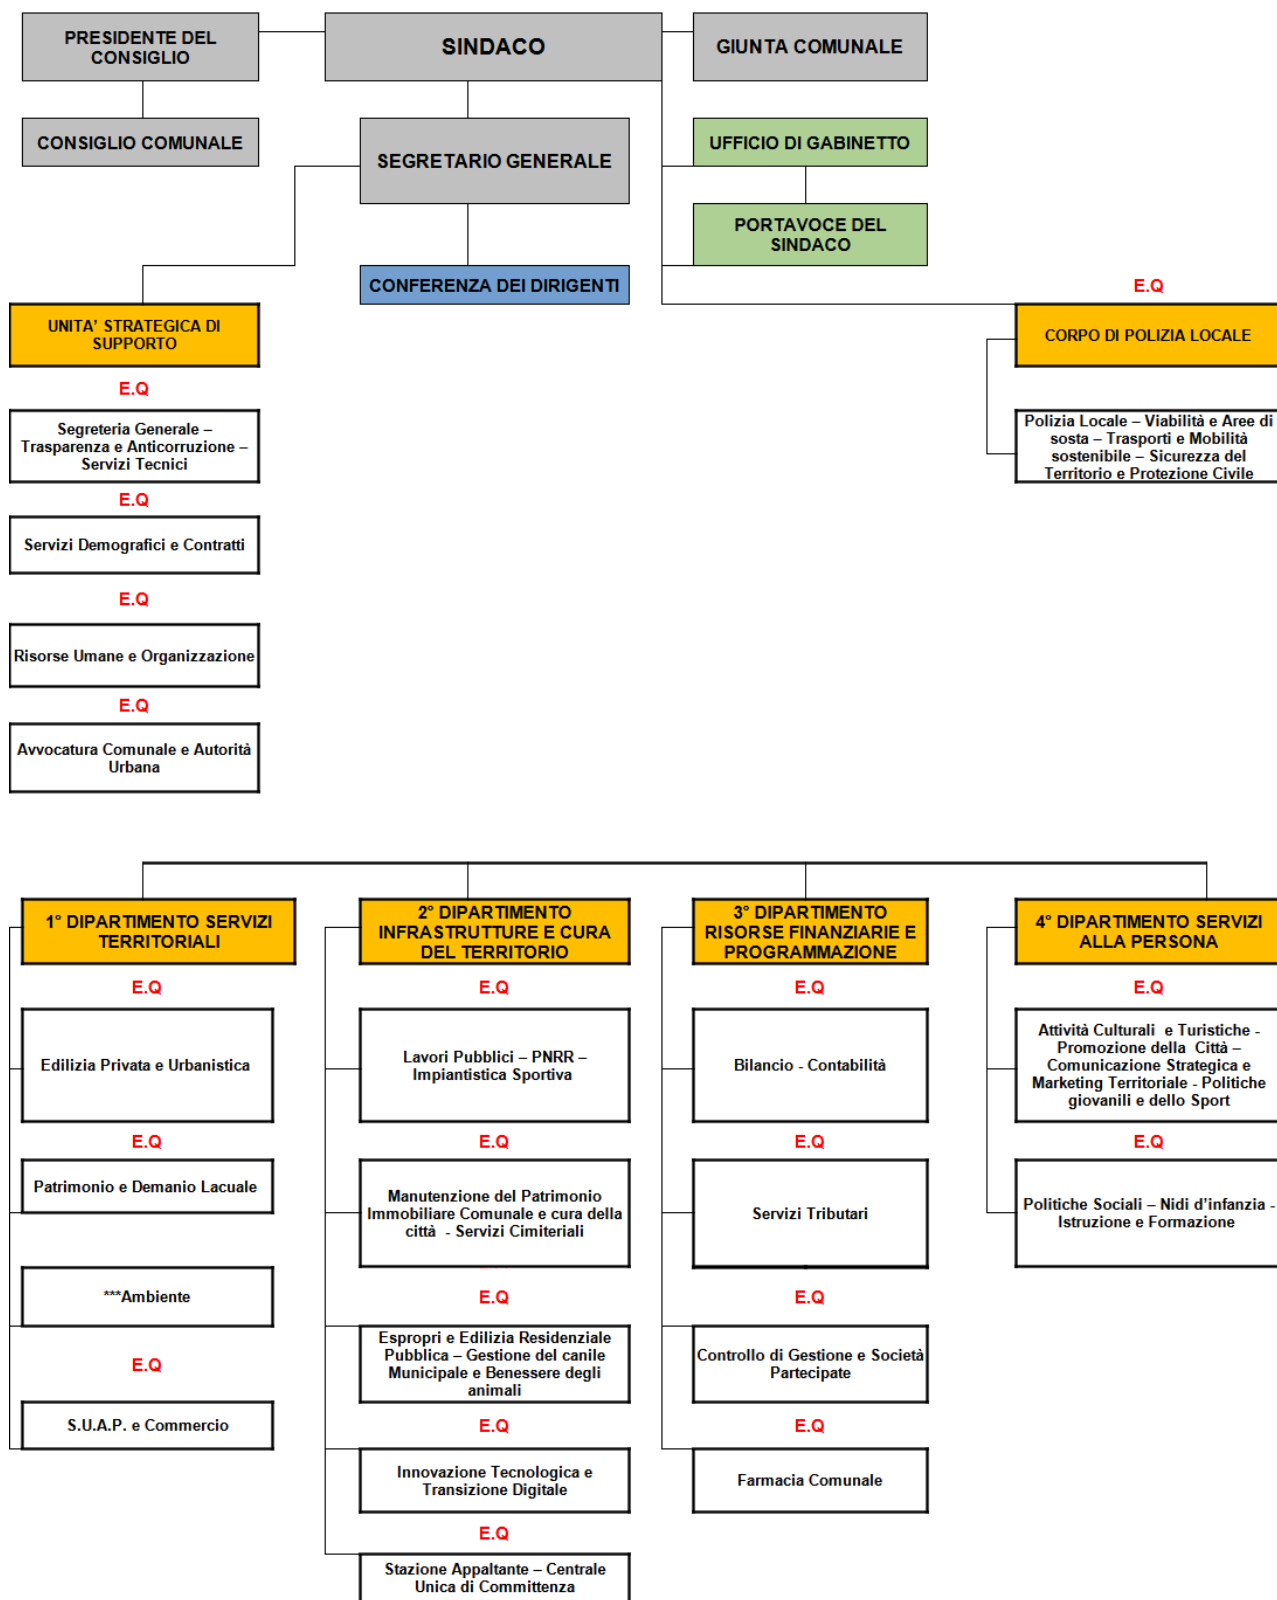 PRESIDENTE DEL
CONSIGLIO
SINDACO
GIUNTA COMUNALE
CONSIGLIO COMUNALE
SEGRETARIO GENERALE
UFFICIO DI GABINETTO
PORTAVOCE DEL
SINDACO
CONFERENZA DEI DIRIGENTI
E.Q
UNITA’ STRATEGICA DI
SUPPORTO
CORPO DI POLIZIA LOCALE
E.Q
Segreteria Generale –
Trasparenza e Anticorruzione –
Servizi Tecnici
Polizia Locale – Viabilità e Aree di
sosta – Trasporti e Mobilità
sostenibile – Sicurezza del
Territorio e Protezione Civile
E.Q
Servizi Demografici e Contratti
E.Q
Risorse Umane e Organizzazione
E.Q
Avvocatura Comunale e Autorità
Urbana
1° DIPARTIMENTO SERVIZI
TERRITORIALI
2° DIPARTIMENTO
INFRASTRUTTURE E CURA
DEL TERRITORIO
3° DIPARTIMENTO
RISORSE FINANZIARIE E
PROGRAMMAZIONE
4° DIPARTIMENTO SERVIZI
ALLA PERSONA
E.Q
E.Q
E.Q
E.Q
Edilizia Privata e Urbanistica
Lavori Pubblici – PNRR –
Impiantistica Sportiva
Bilancio - Contabilità
Attività Culturali e Turistiche -
Promozione della Città –
Comunicazione Strategica e
Marketing Territoriale - Politiche
giovanili e dello Sport
E.Q
E.Q
E.Q
E.Q
Patrimonio e Demanio Lacuale
Manutenzione del Patrimonio
Immobiliare Comunale e cura della
città - Servizi Cimiteriali
Servizi Tributari
Politiche Sociali – Nidi d’infanzia -
Istruzione e Formazione
***Ambiente
E.Q
E.Q
Espropri e Edilizia Residenziale
Pubblica – Gestione del canile
Municipale e Benessere degli
animali
Controllo di Gestione e Società
Partecipate
E.Q
S.U.A.P. e Commercio
E.Q
E.Q
Innovazione Tecnologica e
Transizione Digitale
Farmacia Comunale
E.Q
Stazione Appaltante – Centrale
Unica di Committenza